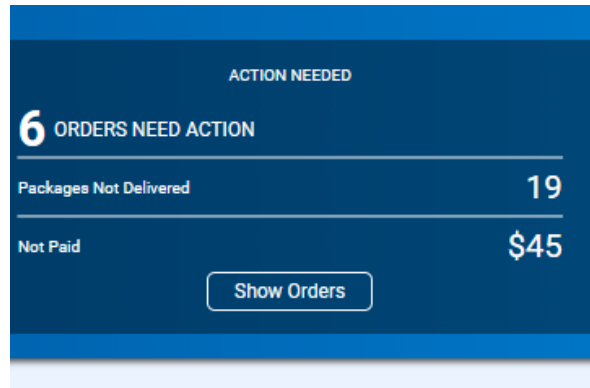 ACTION NEEDED
6 ORDERS NEED ACTION
Packages Not Delivered 19
Not Paid $45
Show Orders